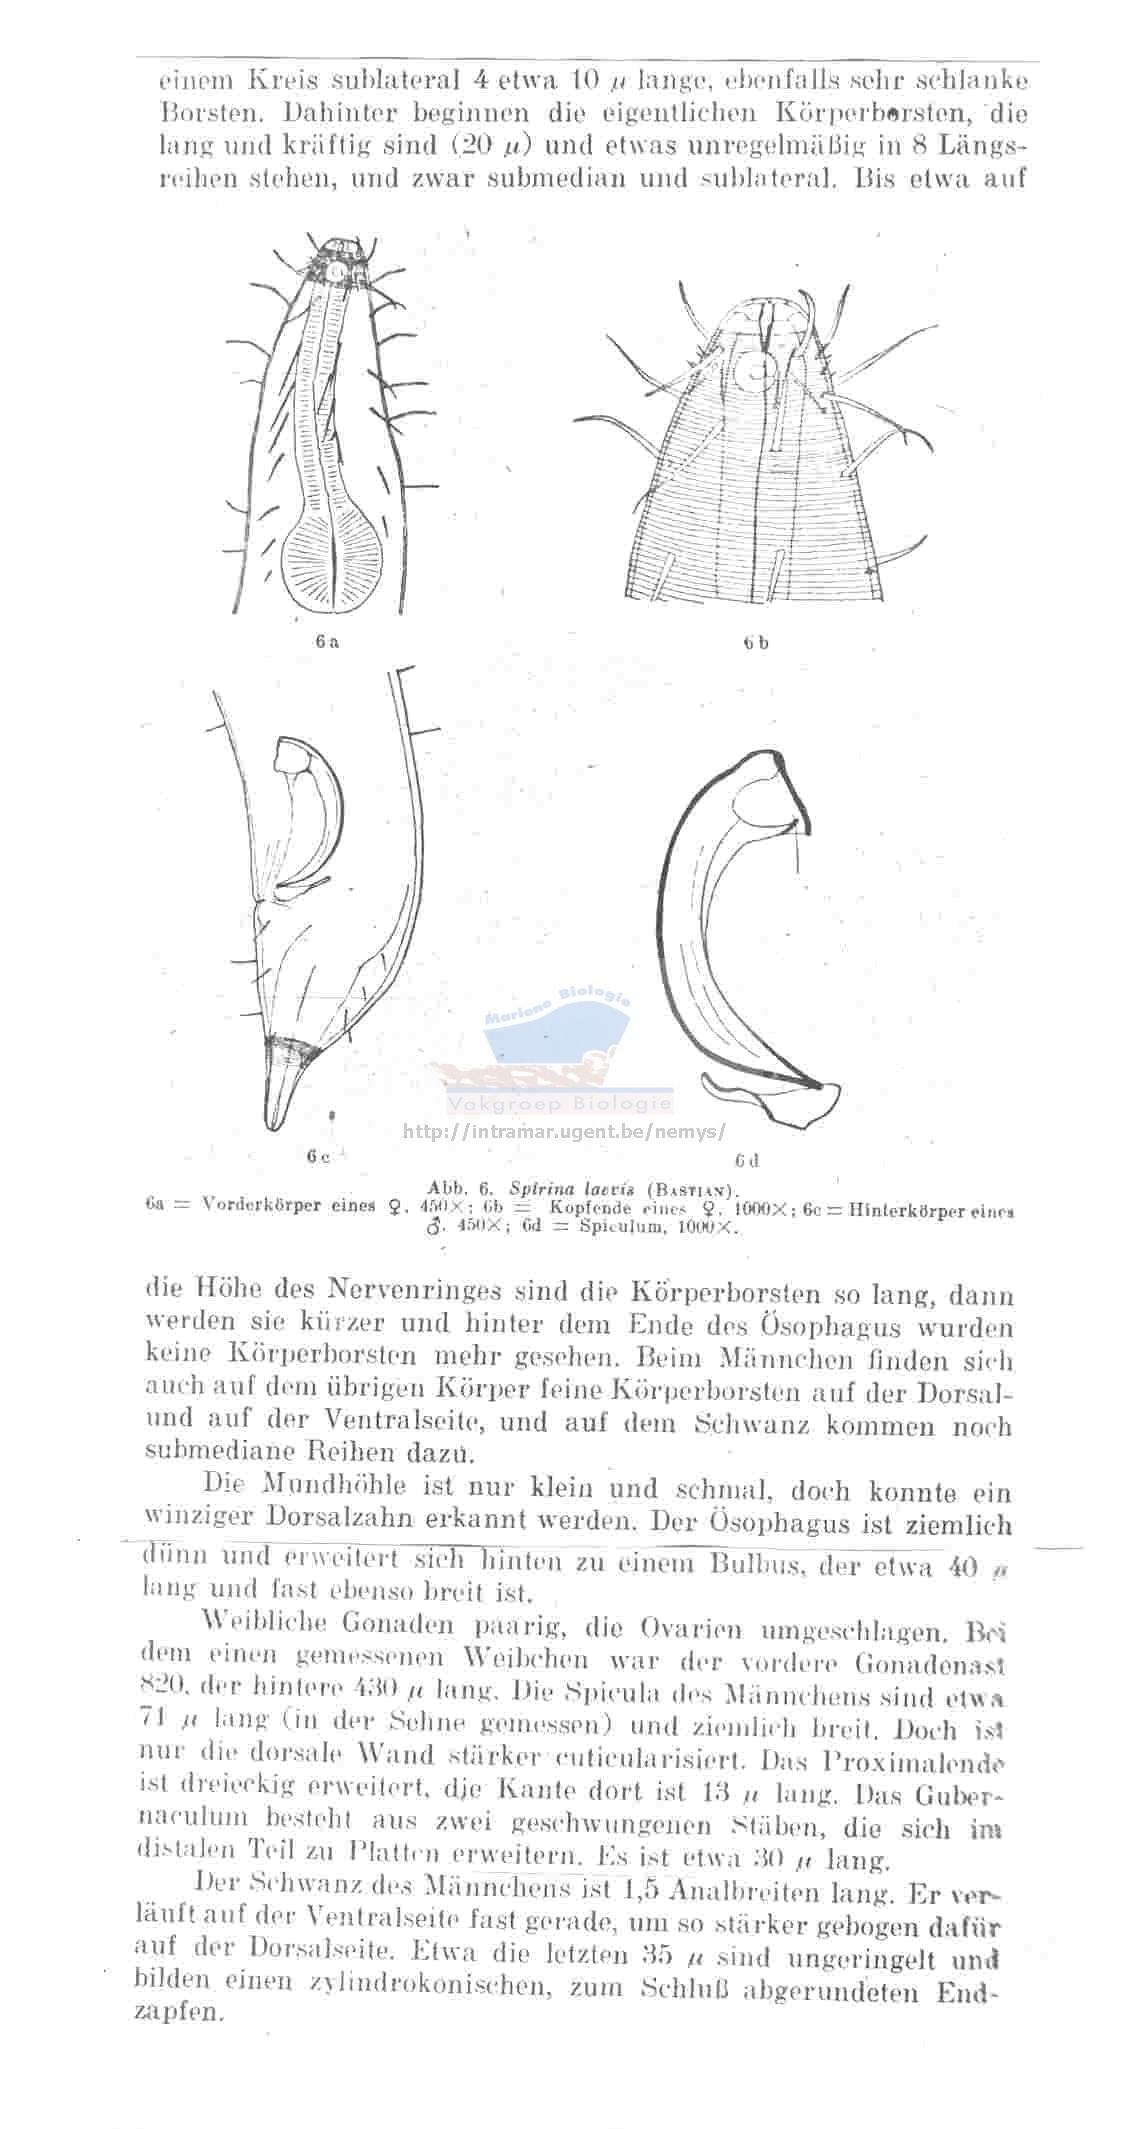 einem Kreis sublateral 4 etwa 10 μ lange, ebenfalls sehr schlanke
Borsten. Dahinter beginnen die eigentlichen Körperborsten, die
lang und kräftig sind (20 μ) und etwas unregelmäßig in 8 Längs-
reihen stehen, und zwar submedian und sublateral. Bis etwa auf
6a
6b
6c
6d
Marine Biologie
Vakgroep Biologie
http://intramar.ugent.be/nemys/
Abb. 6. Spirina laevis (BASTIAN).
6a = Vorderkörper eines ♀, 450×; 6b = Kopfende eines ♀, 1000×; 6c = Hinterkörper eines
♂, 450×; 6d = Spiculum, 1000×.
die Höhe des Nervenringes sind die Körperborsten so lang, dann
werden sie kürzer und hinter dem Ende des Ösophagus wurden
keine Körperborsten mehr gesehen. Beim Männchen finden sich
auch auf dem übrigen Körper feine Körperborsten auf der Dorsal-
und auf der Ventralseite, und auf dem Schwanz kommen noch
submediane Reihen dazu.
Die Mundhöhle ist nur klein und schmal, doch konnte ein
winziger Dorsalzahn erkannt werden. Der Ösophagus ist ziemlich
dünn und erweitert sich hinten zu einem Bulbus, der etwa 40 μ
lang und fast ebenso breit ist.
Weibliche Gonaden paarig, die Ovarien umgeschlagen. Bei
dem einen gemessenen Weibchen war der vordere Gonadenast
820, der hintere 430 μ lang. Die Spicula des Männchens sind etwa
71 μ lang (in der Sehne gemessen) und ziemlich breit. Doch ist
nur die dorsale Wand stärker cuticularisiert. Das Proximalende
ist dreieckig erweitert, die Kante dort ist 13 μ lang. Das Guber-
naculum besteht aus zwei geschwungenen Stäben, die sich im
distalen Teil zu Platten erweitern. Es ist etwa 30 μ lang.
Der Schwanz des Männchens ist 1,5 Analbreiten lang. Er ver-
läuft auf der Ventralseite fast gerade, um so stärker gebogen dafür
auf der Dorsalseite. Etwa die letzten 35 μ sind ungeringelt und
bilden einen zylindrokonischen, zum Schluß abgerundeten End-
zapfen.